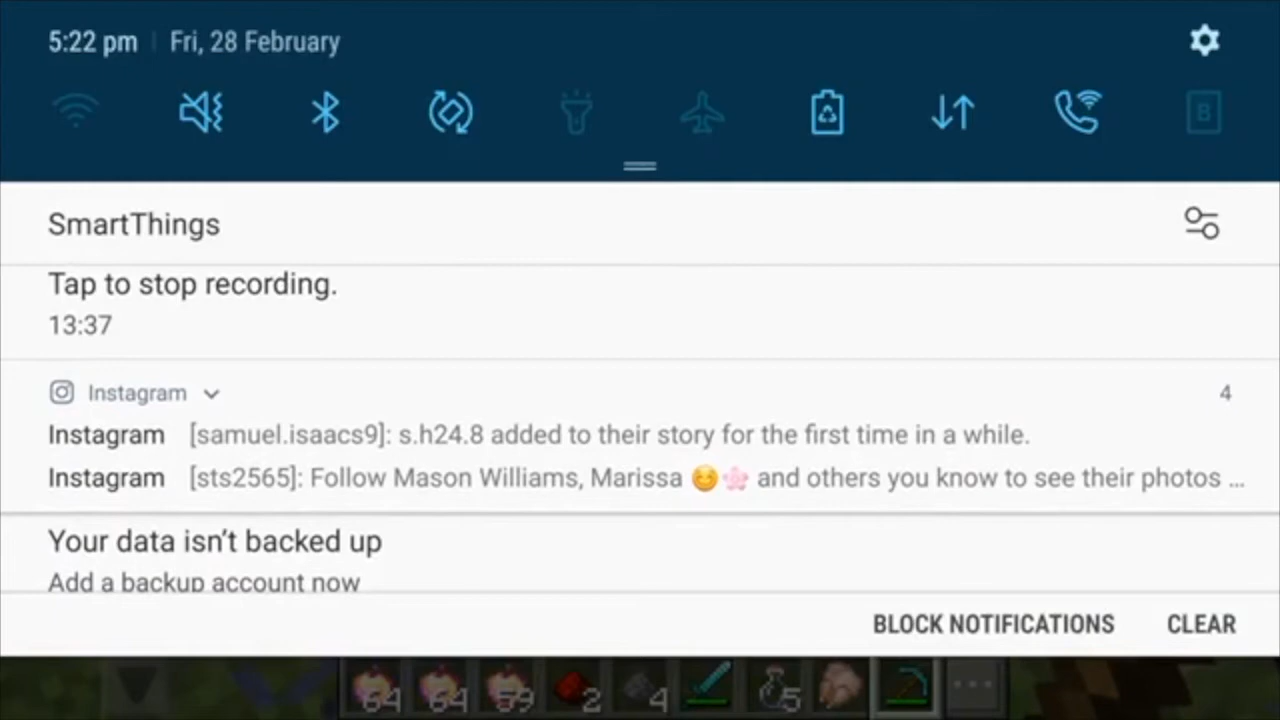 5:22 pm | Fri, 28 February
B
SmartThings
Tap to stop recording.
13:37
Instagram 4
Instagram [samuel.isaacs9]: s.h24.8 added to their story for the first time in a while.
Instagram [sts2565]: Follow Mason Williams, Marissa 😊🌸 and others you know to see their photos ...
Your data isn't backed up
Add a backup account now
BLOCK NOTIFICATIONS CLEAR
64 64 59 2 4 5